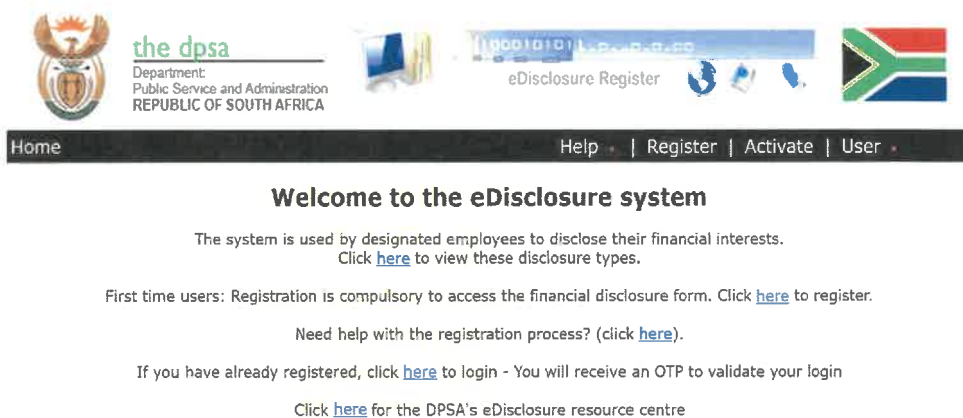 the dpsa
Department:
Public Service and Administration
REPUBLIC OF SOUTH AFRICA
eDisclosure Register
Home Help | Register | Activate | User
Welcome to the eDisclosure system
The system is used by designated employees to disclose their financial interests.
Click here to view these disclosure types.
First time users: Registration is compulsory to access the financial disclosure form. Click here to register.
Need help with the registration process? (click here).
If you have already registered, click here to login - You will receive an OTP to validate your login
Click here for the DPSA's eDisclosure resource centre